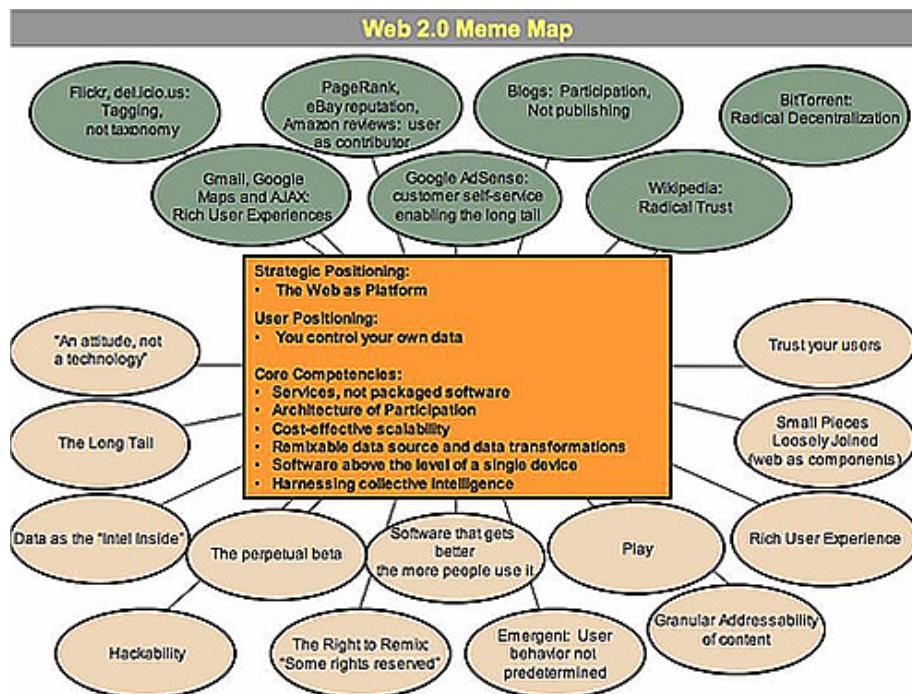 Web 2.0 Meme Map
Flickr, del.icio.us:
Tagging,
not taxonomy
PageRank,
eBay reputation,
Amazon reviews: user
as contributor
Blogs: Participation,
Not publishing
BitTorrent:
Radical Decentralization
Gmail, Google
Maps and AJAX:
Rich User Experiences
Google AdSense:
customer self-service
enabling the long tail
Wikipedia:
Radical Trust
Strategic Positioning:
• The Web as Platform
User Positioning:
• You control your own data
Core Competencies:
• Services, not packaged software
• Architecture of Participation
• Cost-effective scalability
• Remixable data source and data transformations
• Software above the level of a single device
• Harnessing collective intelligence
"An attitude, not
a technology"
Trust your users
The Long Tail
Small Pieces
Loosely Joined
(web as components)
Data as the "Intel Inside"
The perpetual beta
Software that gets
better
the more people use it
Play
Rich User Experience
Hackability
The Right to Remix:
"Some rights reserved"
Emergent: User
behavior not
predetermined
Granular Addressability
of content